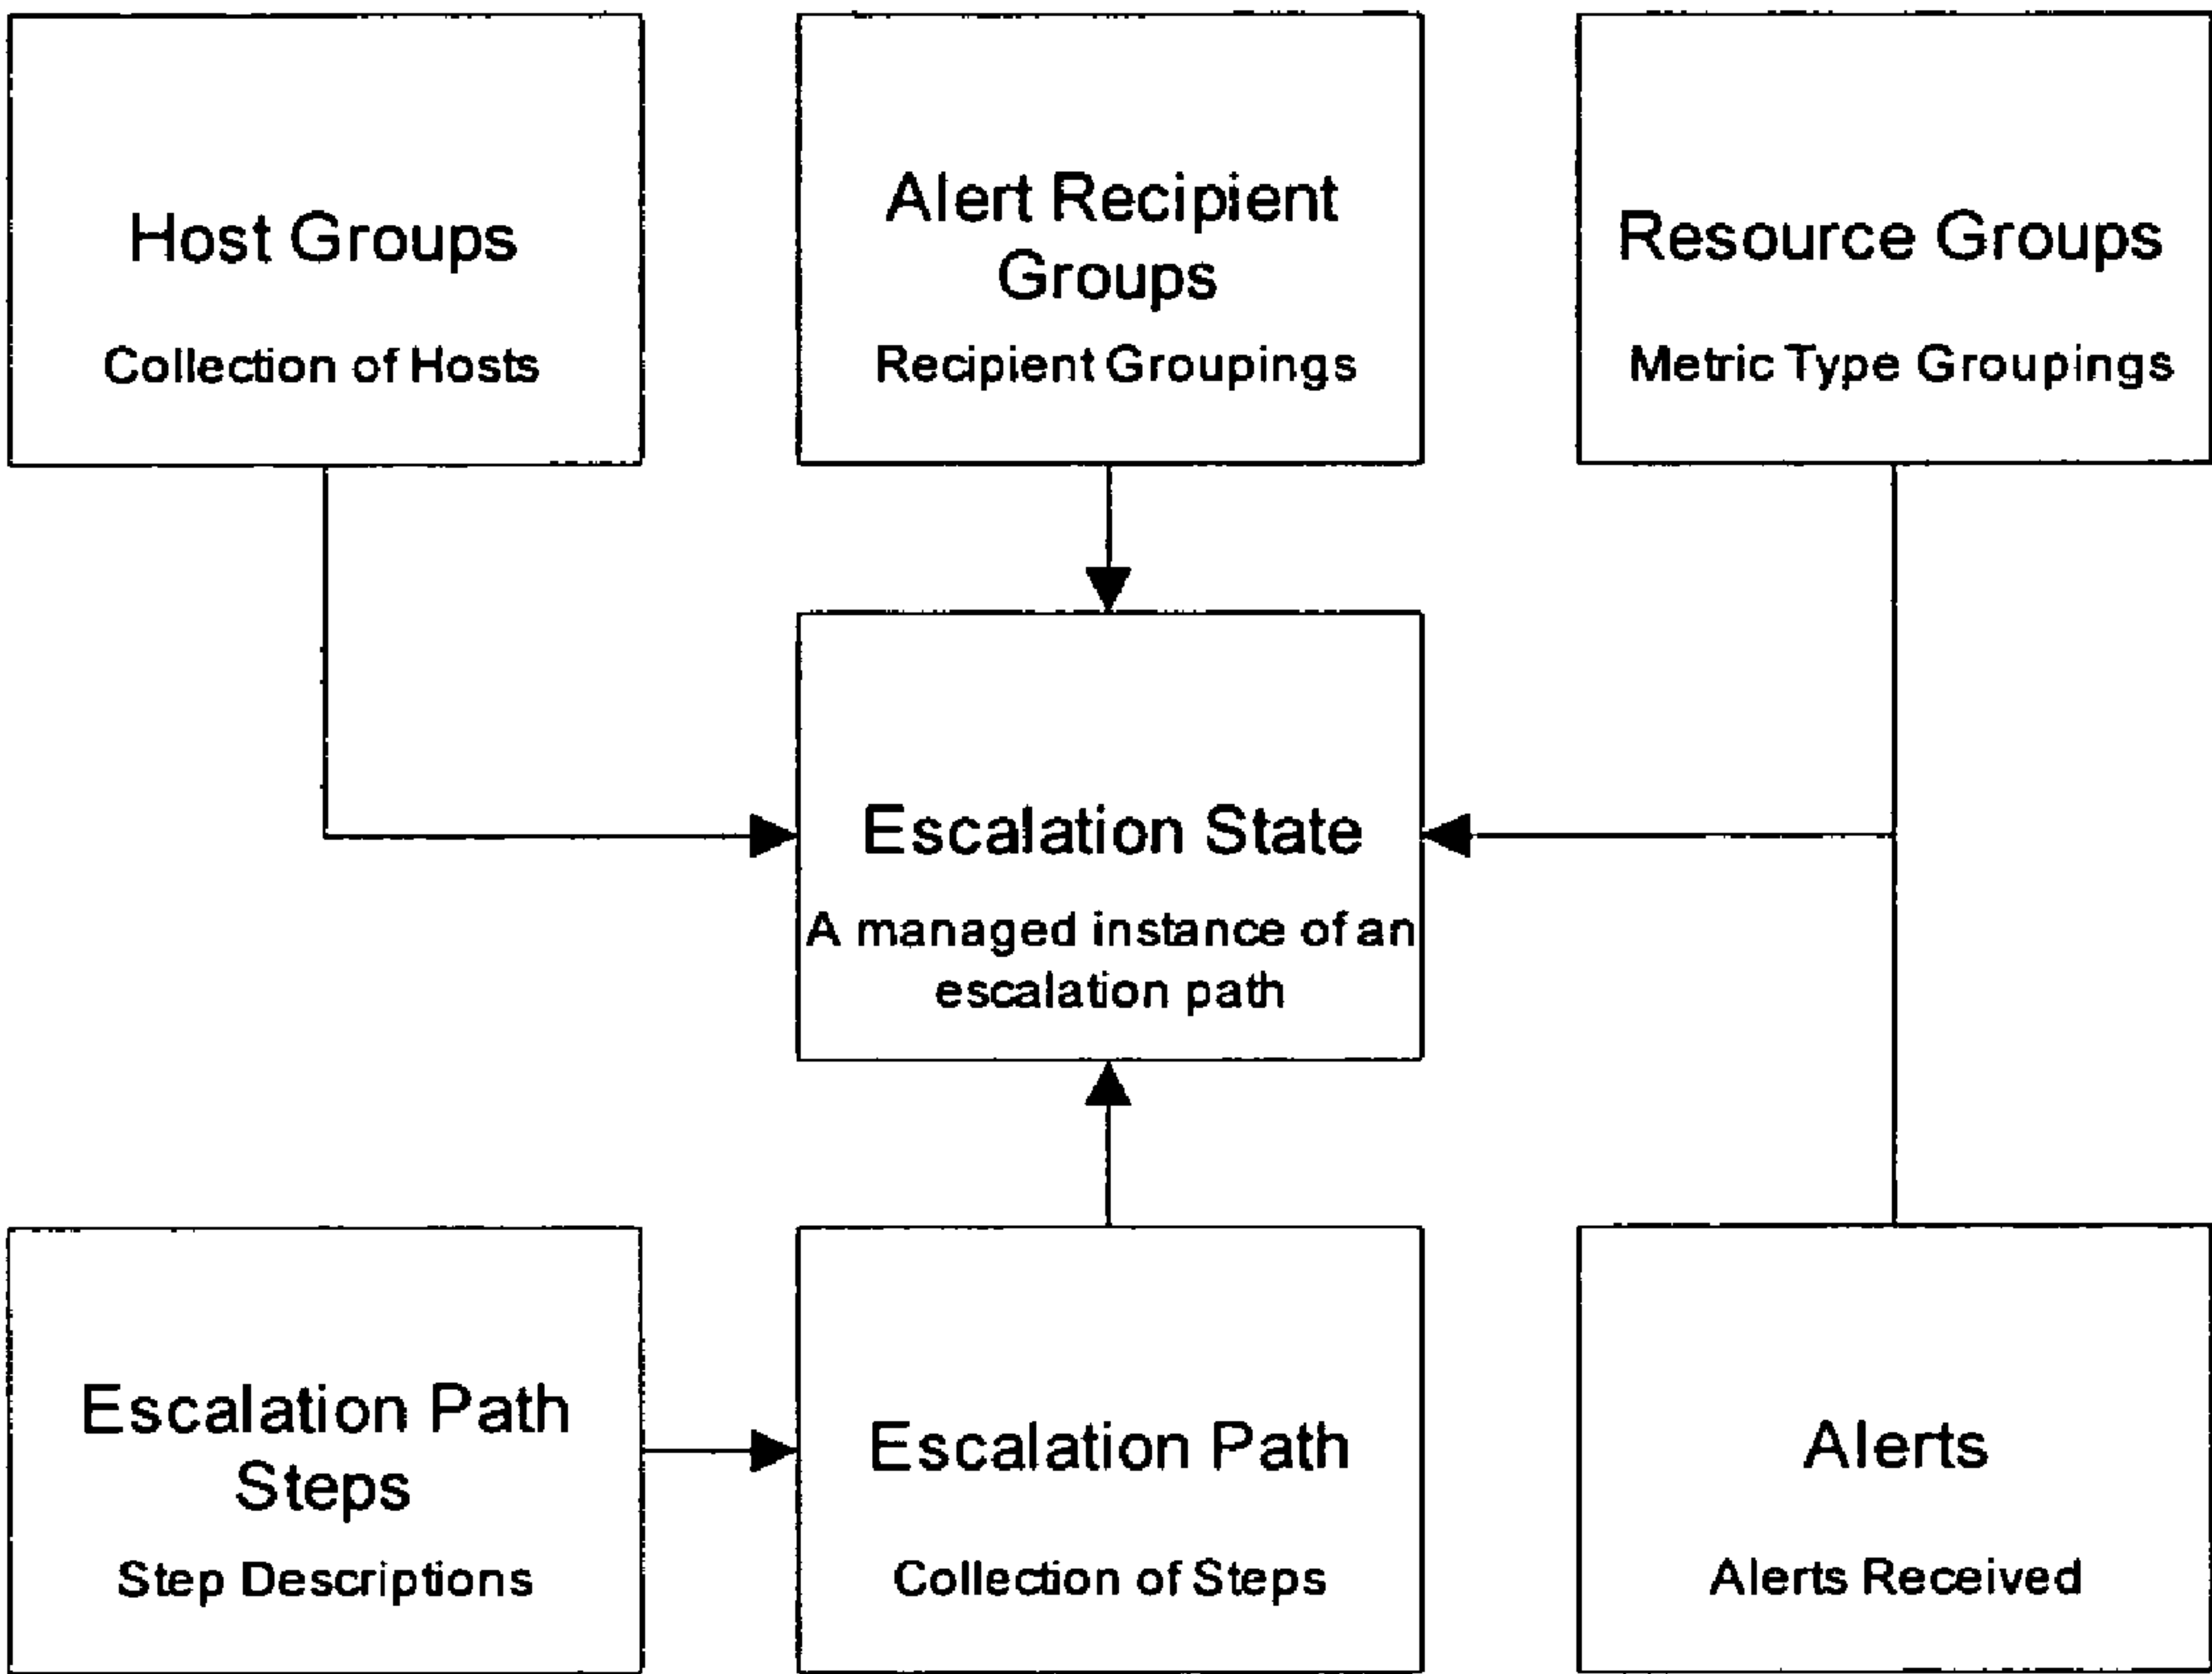 Host Groups
Collection of Hosts
Alert Recipient
Groups
Recipient Groupings
Resource Groups
Metric Type Groupings
Escalation State
A managed instance of an
escalation path
Escalation Path
Steps
Step Descriptions
Escalation Path
Collection of Steps
Alerts
Alerts Received